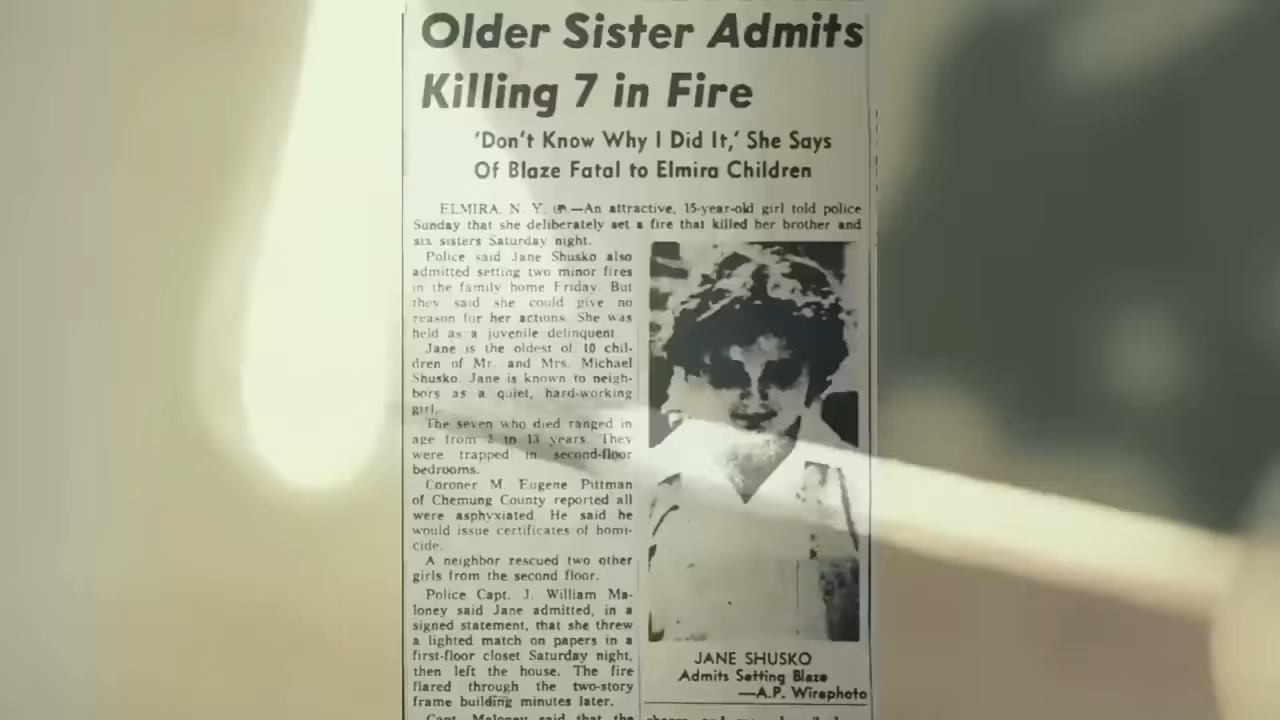 Older Sister Admits
Killing 7 in Fire
'Don't Know Why I Did It,' She Says
Of Blaze Fatal to Elmira Children
ELMIRA, N. Y. (P).—An attractive, 15-year-old girl told police
Sunday that she deliberately set a fire that killed her brother and
six sisters Saturday night.
Police said Jane Shusko also
admitted setting two minor fires
in the family home Friday. But
they said she could give no
reason for her actions. She was
held as a juvenile delinquent.
Jane is the oldest of 10 chil-
dren of Mr. and Mrs. Michael
Shusko. Jane is known to neigh-
bors as a quiet, hard-working
girl.
The seven who died ranged in
age from 2 to 13 years. They
were trapped in second-floor
bedrooms.
Coroner M. Eugene Pittman
of Chemung County reported all
were asphyxiated. He said he
would issue certificates of homi-
cide.
A neighbor rescued two other
girls from the second floor.
Police Capt. J. William Ma-
loney said Jane admitted, in a
signed statement, that she threw
a lighted match on papers in a
first-floor closet Saturday night,
then left the house. The fire
flared through the two-story
frame building minutes later.
Capt. Maloney said that the
JANE SHUSKO
Admits Setting Blaze
—A.P. Wirephoto